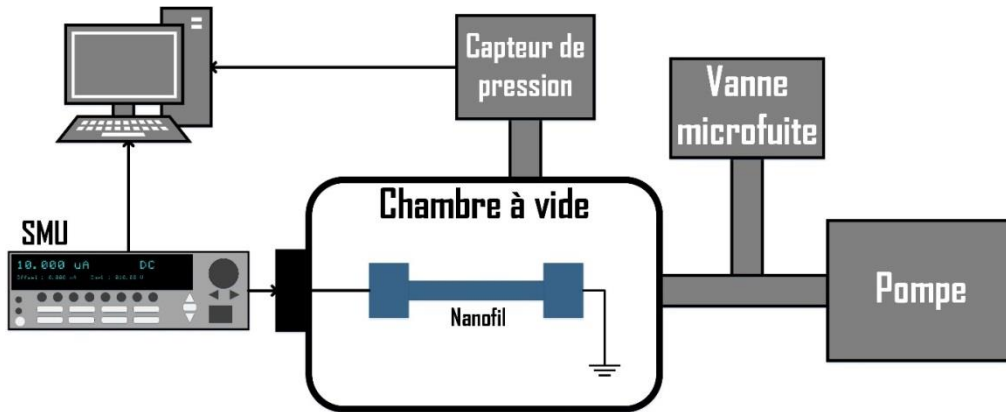 Capteur de
pression
Vanne
microfuite
Chambre à vide
SMU
10.000 uA DC
Nanofil
Pompe